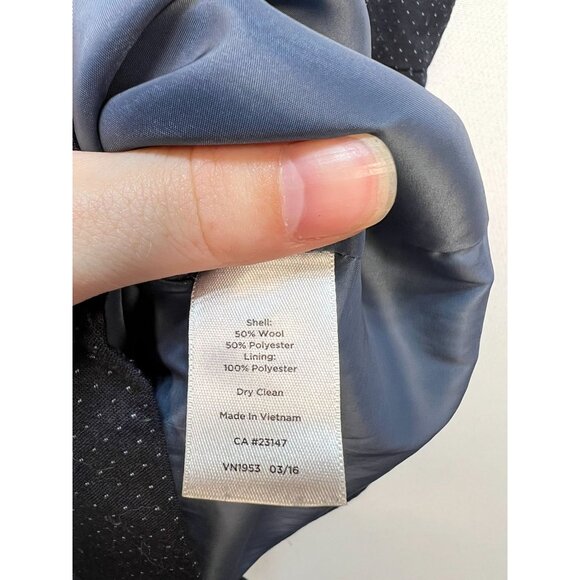 Shell:
50% Wool
50% Polyester
Lining:
100% Polyester
Dry Clean
Made in Vietnam
CA #23147
VN1953 03/16